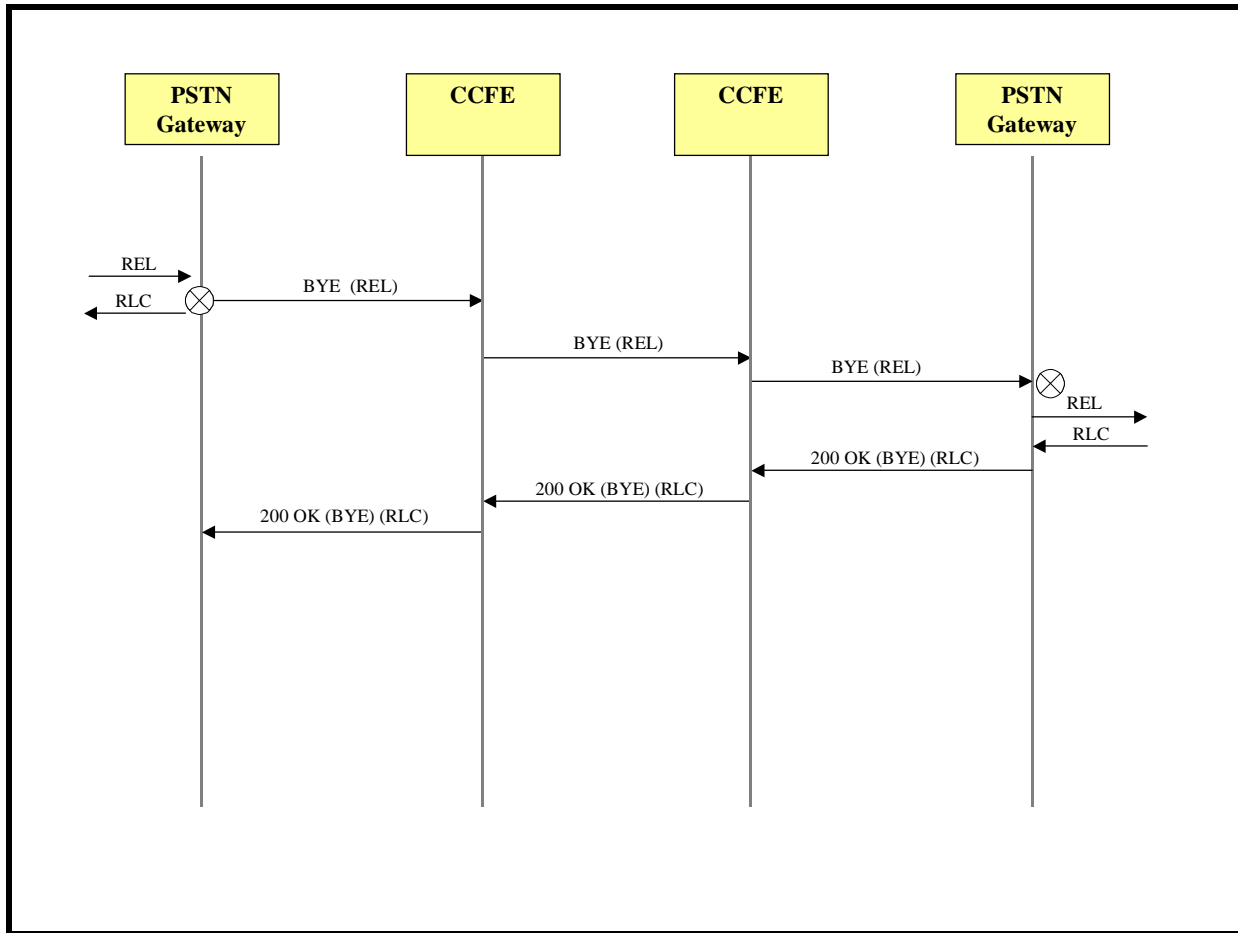 PSTN
Gateway
CCFE
CCFE
PSTN
Gateway
REL
BYE (REL)
RLC
BYE (REL)
BYE (REL)
REL
RLC
200 OK (BYE) (RLC)
200 OK (BYE) (RLC)
200 OK (BYE) (RLC)